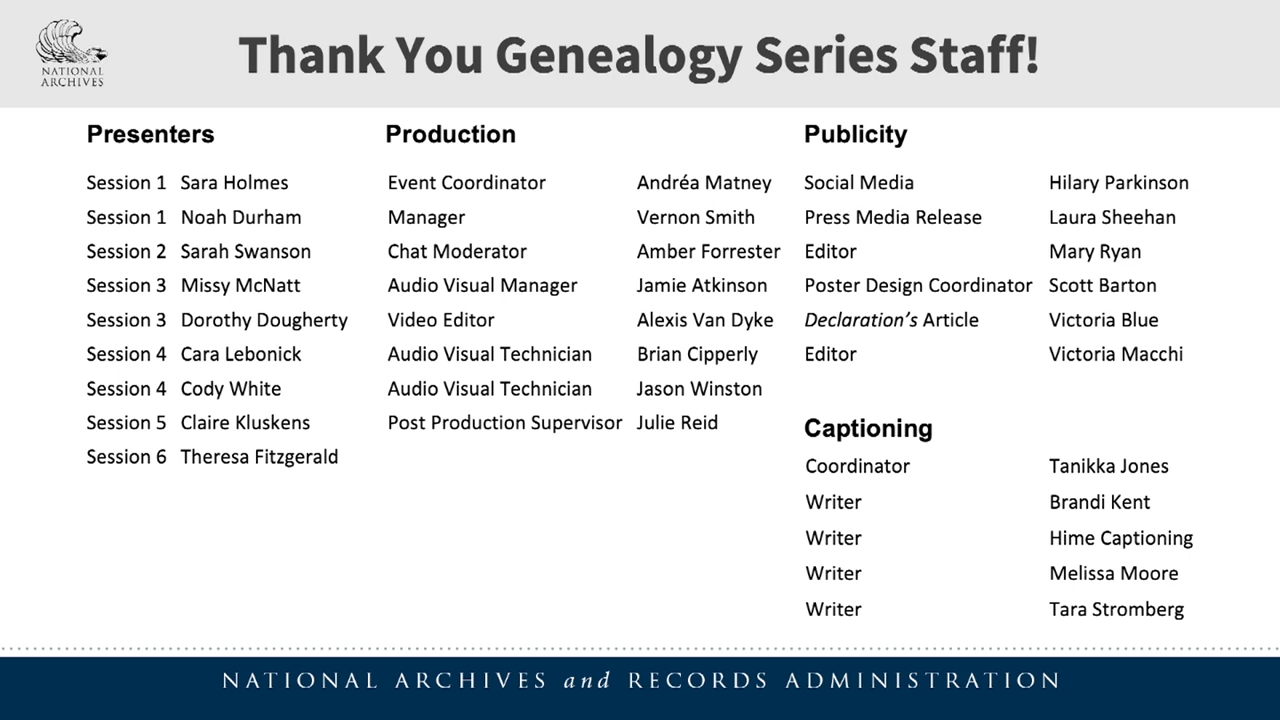 NATIONAL
ARCHIVES
Thank You Genealogy Series Staff!
Presenters
Session 1 Sara Holmes
Session 1 Noah Durham
Session 2 Sarah Swanson
Session 3 Missy McNatt
Session 3 Dorothy Dougherty
Session 4 Cara Lebonick
Session 4 Cody White
Session 5 Claire Kluskens
Session 6 Theresa Fitzgerald
Production
Event Coordinator Andréa Matney
Manager Vernon Smith
Chat Moderator Amber Forrester
Audio Visual Manager Jamie Atkinson
Video Editor Alexis Van Dyke
Audio Visual Technician Brian Cipperly
Audio Visual Technician Jason Winston
Post Production Supervisor Julie Reid
Publicity
Social Media Hilary Parkinson
Press Media Release Laura Sheehan
Editor Mary Ryan
Poster Design Coordinator Scott Barton
Declaration’s Article Victoria Blue
Editor Victoria Macchi
Captioning
Coordinator Tanikka Jones
Writer Brandi Kent
Writer Hime Captioning
Writer Melissa Moore
Writer Tara Stromberg
NATIONAL ARCHIVES and RECORDS ADMINISTRATION